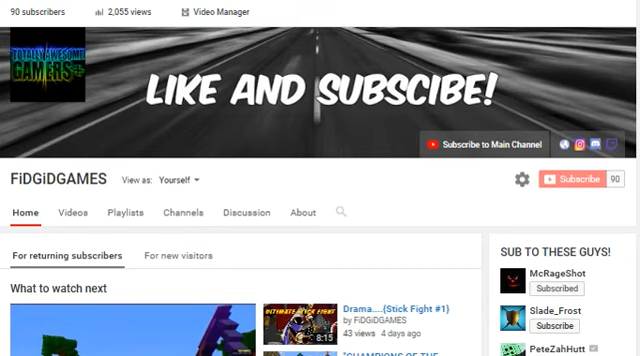 90 subscribers
2,055 views
Video Manager
TOTALLY AWESOME
GAMERS+
LIKE AND SUBSCIBE!
Subscribe to Main Channel
FiDGiDGAMES
View as: Yourself
Subscribe 90
Home
Videos
Playlists
Channels
Discussion
About
For returning subscribers
For new visitors
What to watch next
SUB TO THESE GUYS!
McRageShot
Subscribed
Slade_Frost
Subscribe
PeteZahHutt
ULTIMATE STICK FIGHT
8:15
Drama....{Stick Fight #1}
by FiDGiDGAMES
43 views 4 days ago
"CHAMPIONS OF THE